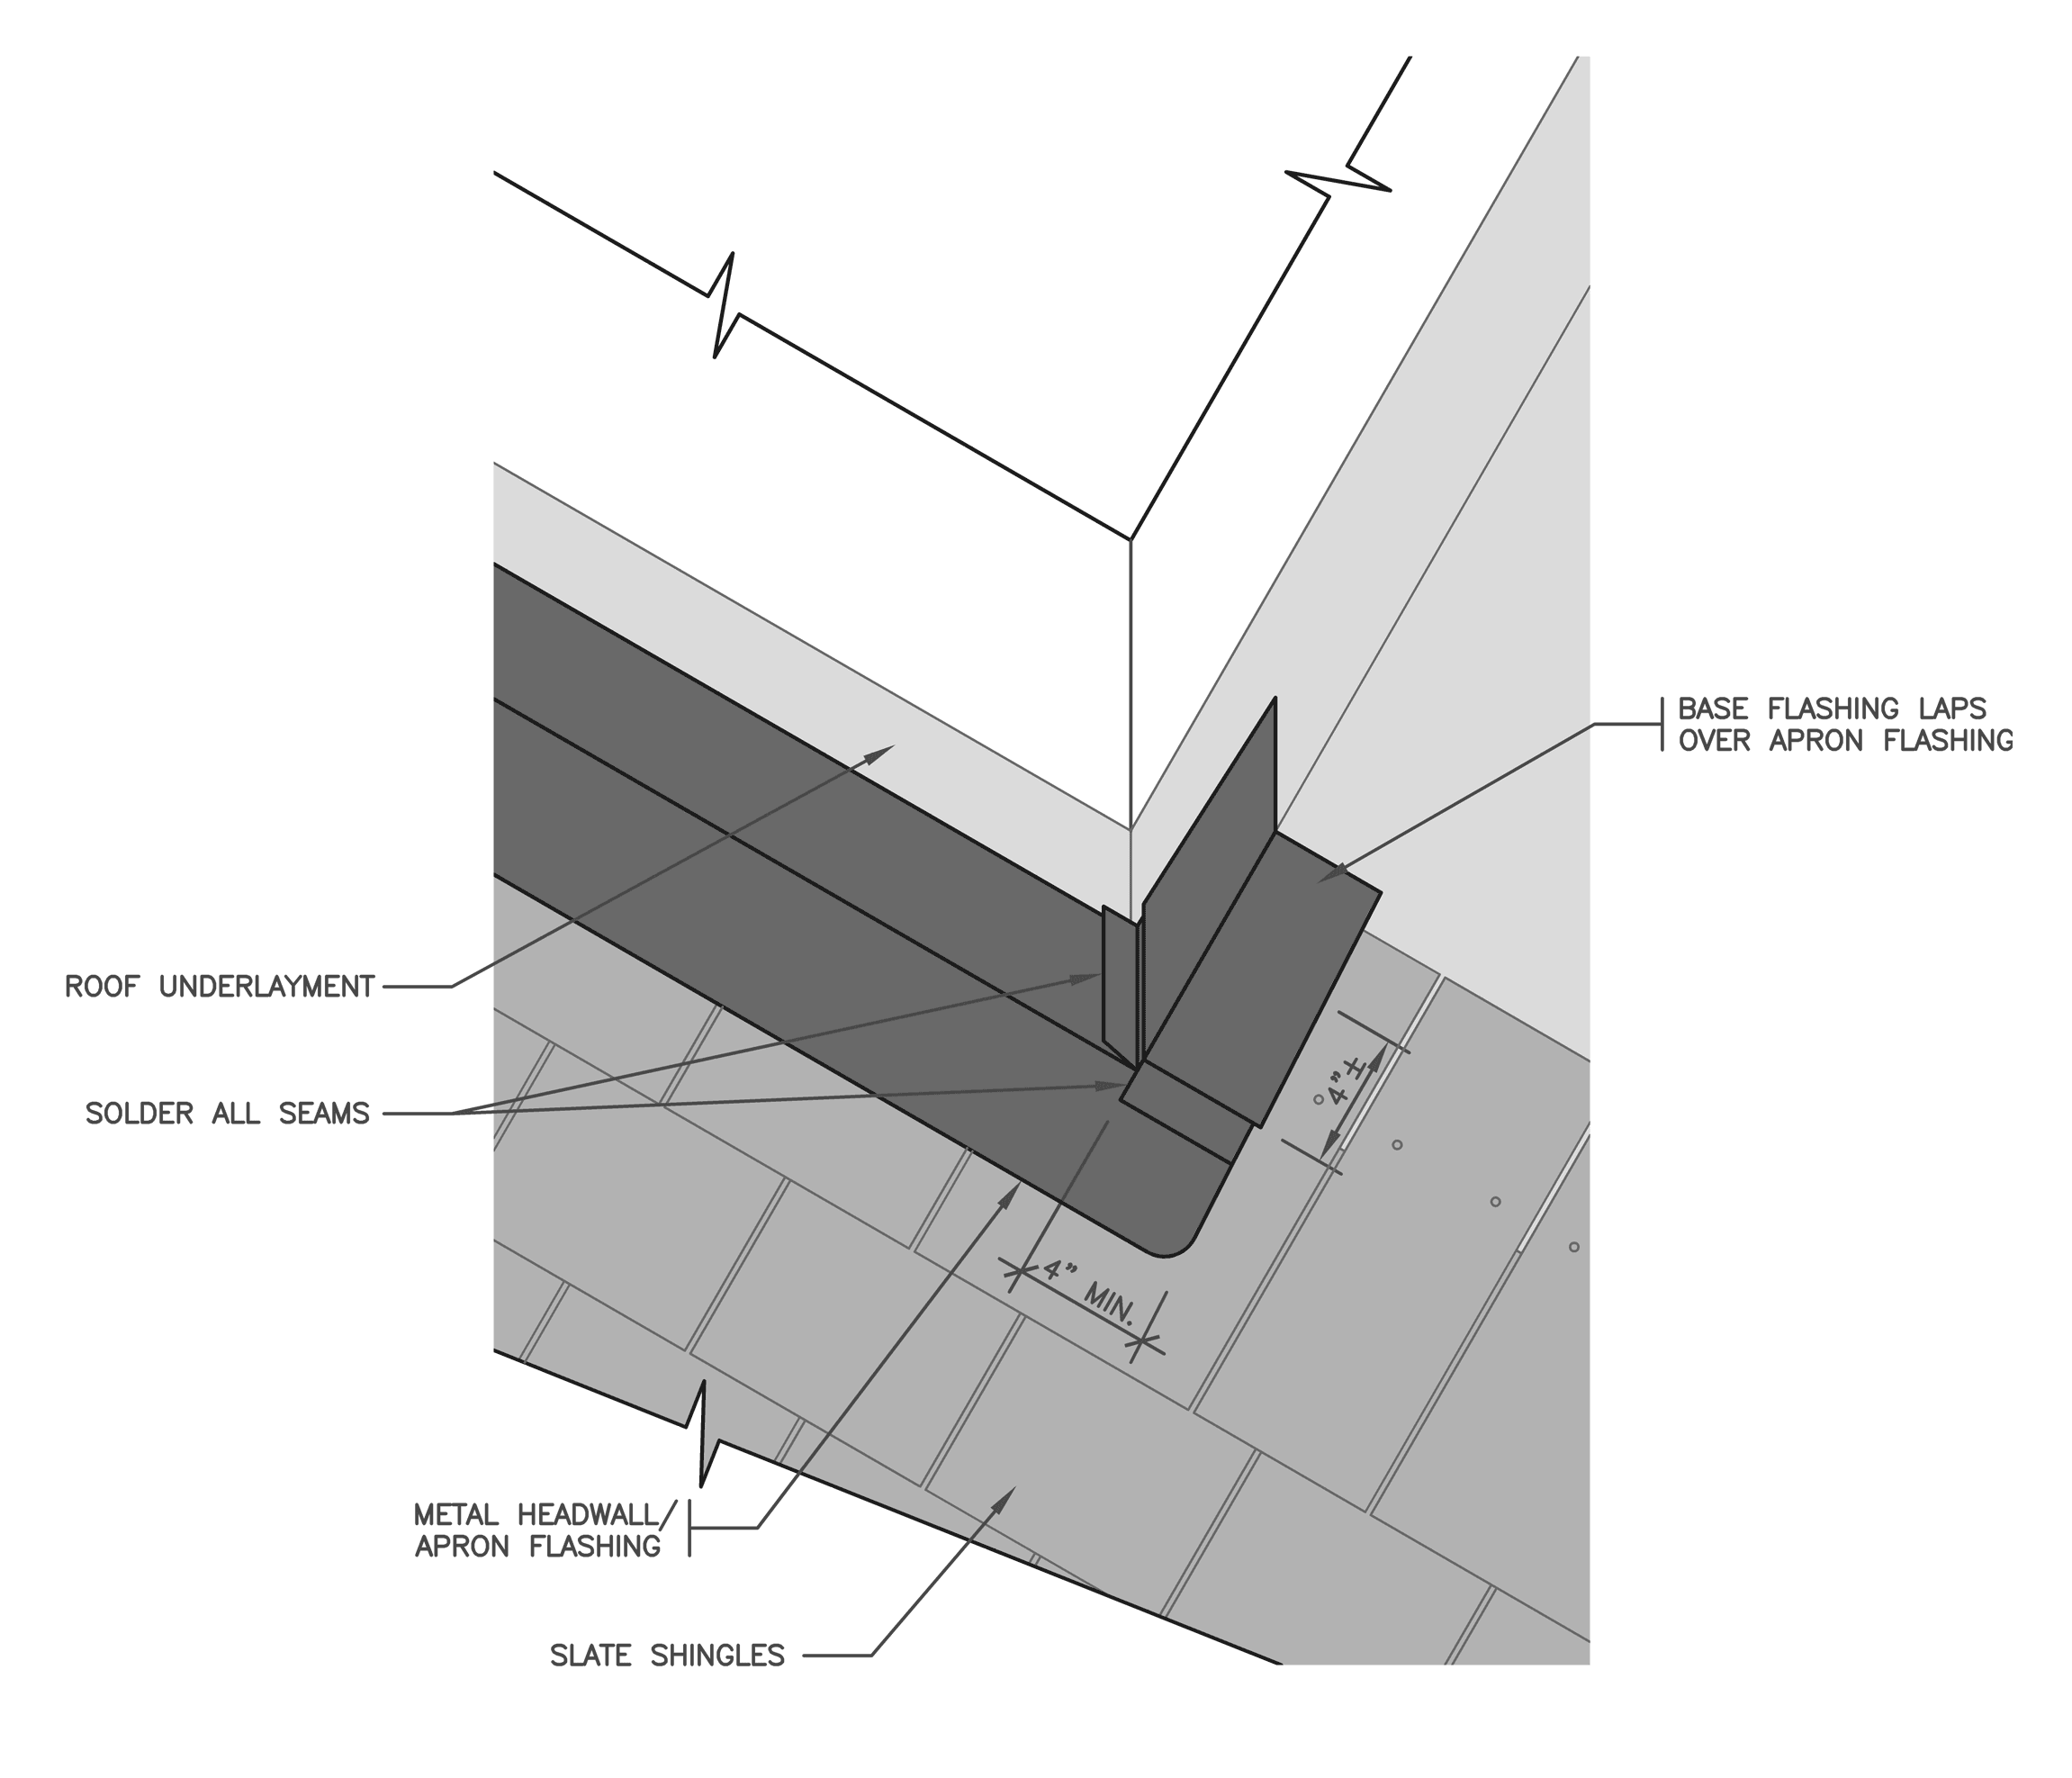 BASE FLASHING LAPS
OVER APRON FLASHING
ROOF UNDERLAYMENT
4" ±
SOLDER ALL SEAMS
4" MIN.
METAL HEADWALL/
APRON FLASHING
SLATE SHINGLES